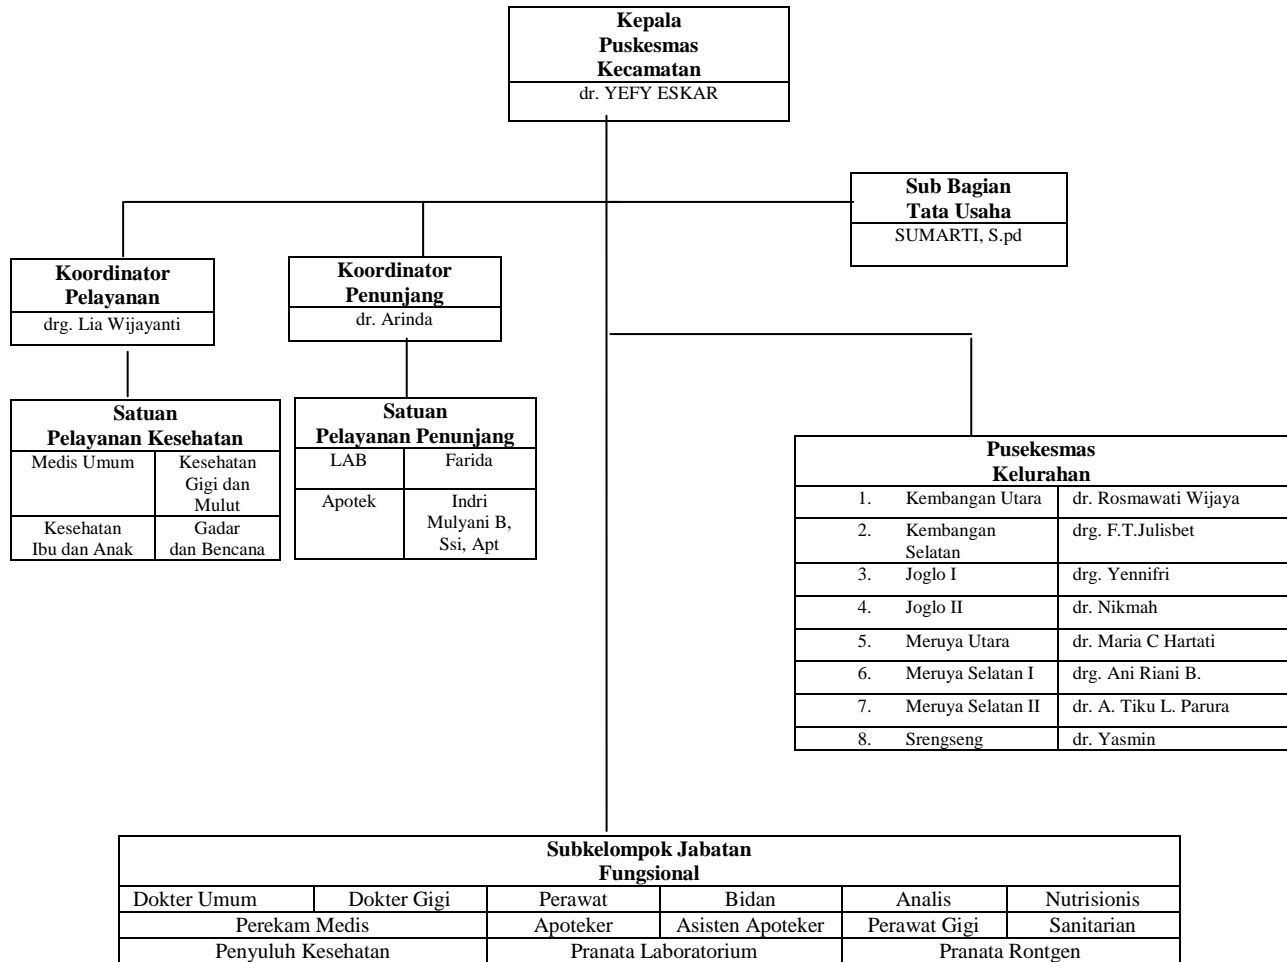 Kepala
Puskesmas
Kecamatan
dr. YEFY ESKAR
Sub Bagian
Tata Usaha
SUMARTI, S.pd
Koordinator
Pelayanan
drg. Lia Wijayanti
Koordinator
Penunjang
dr. Arinda
Satuan
Pelayanan Kesehatan
Medis Umum
Kesehatan
Gigi dan
Mulut
Kesehatan
Ibu dan Anak
Gadar
dan Bencana
Satuan
Pelayanan Penunjang
LAB
Farida
Apotek
Indri
Mulyani B,
Ssi, Apt
Pusekesmas
Kelurahan
1. Kembangan Utara dr. Rosmawati Wijaya
2. Kembangan
Selatan
drg. F.T.Julisbet
3. Joglo I drg. Yennifri
4. Joglo II dr. Nikmah
5. Meruya Utara dr. Maria C Hartati
6. Meruya Selatan I drg. Ani Riani B.
7. Meruya Selatan II dr. A. Tiku L. Parura
8. Srengseng dr. Yasmin
Subkelompok Jabatan
Fungsional
Dokter Umum Dokter Gigi Perawat Bidan Analis Nutrisionis
Perekam Medis Apoteker Asisten Apoteker Perawat Gigi Sanitarian
Penyuluh Kesehatan Pranata Laboratorium Pranata Rontgen